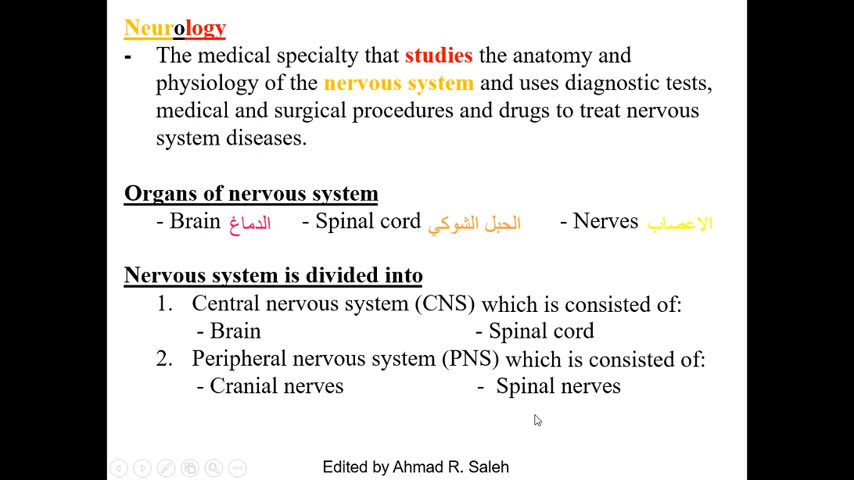 Neurology
- The medical specialty that studies the anatomy and
physiology of the nervous system and uses diagnostic tests,
medical and surgical procedures and drugs to treat nervous
system diseases.
Organs of nervous system
- Brain الدماغ - Spinal cord الحبل الشوكي - Nerves الاعصاب
Nervous system is divided into
1. Central nervous system (CNS) which is consisted of:
- Brain - Spinal cord
2. Peripheral nervous system (PNS) which is consisted of:
- Cranial nerves - Spinal nerves
Edited by Ahmad R. Saleh